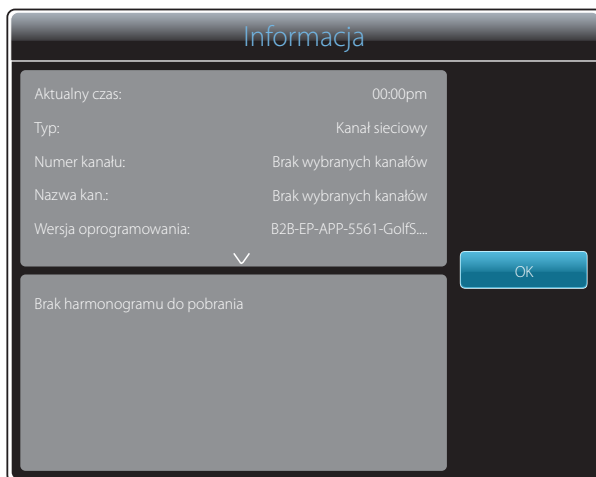 Informacja
Aktualny czas: 00:00pm
Typ: Kanał sieciowy
Numer kanału: Brak wybranych kanałów
Nazwa kan.: Brak wybranych kanałów
Wersja oprogramowania: B2B-EP-APP-5561-GolfS....
OK
Brak harmonogramu do pobrania